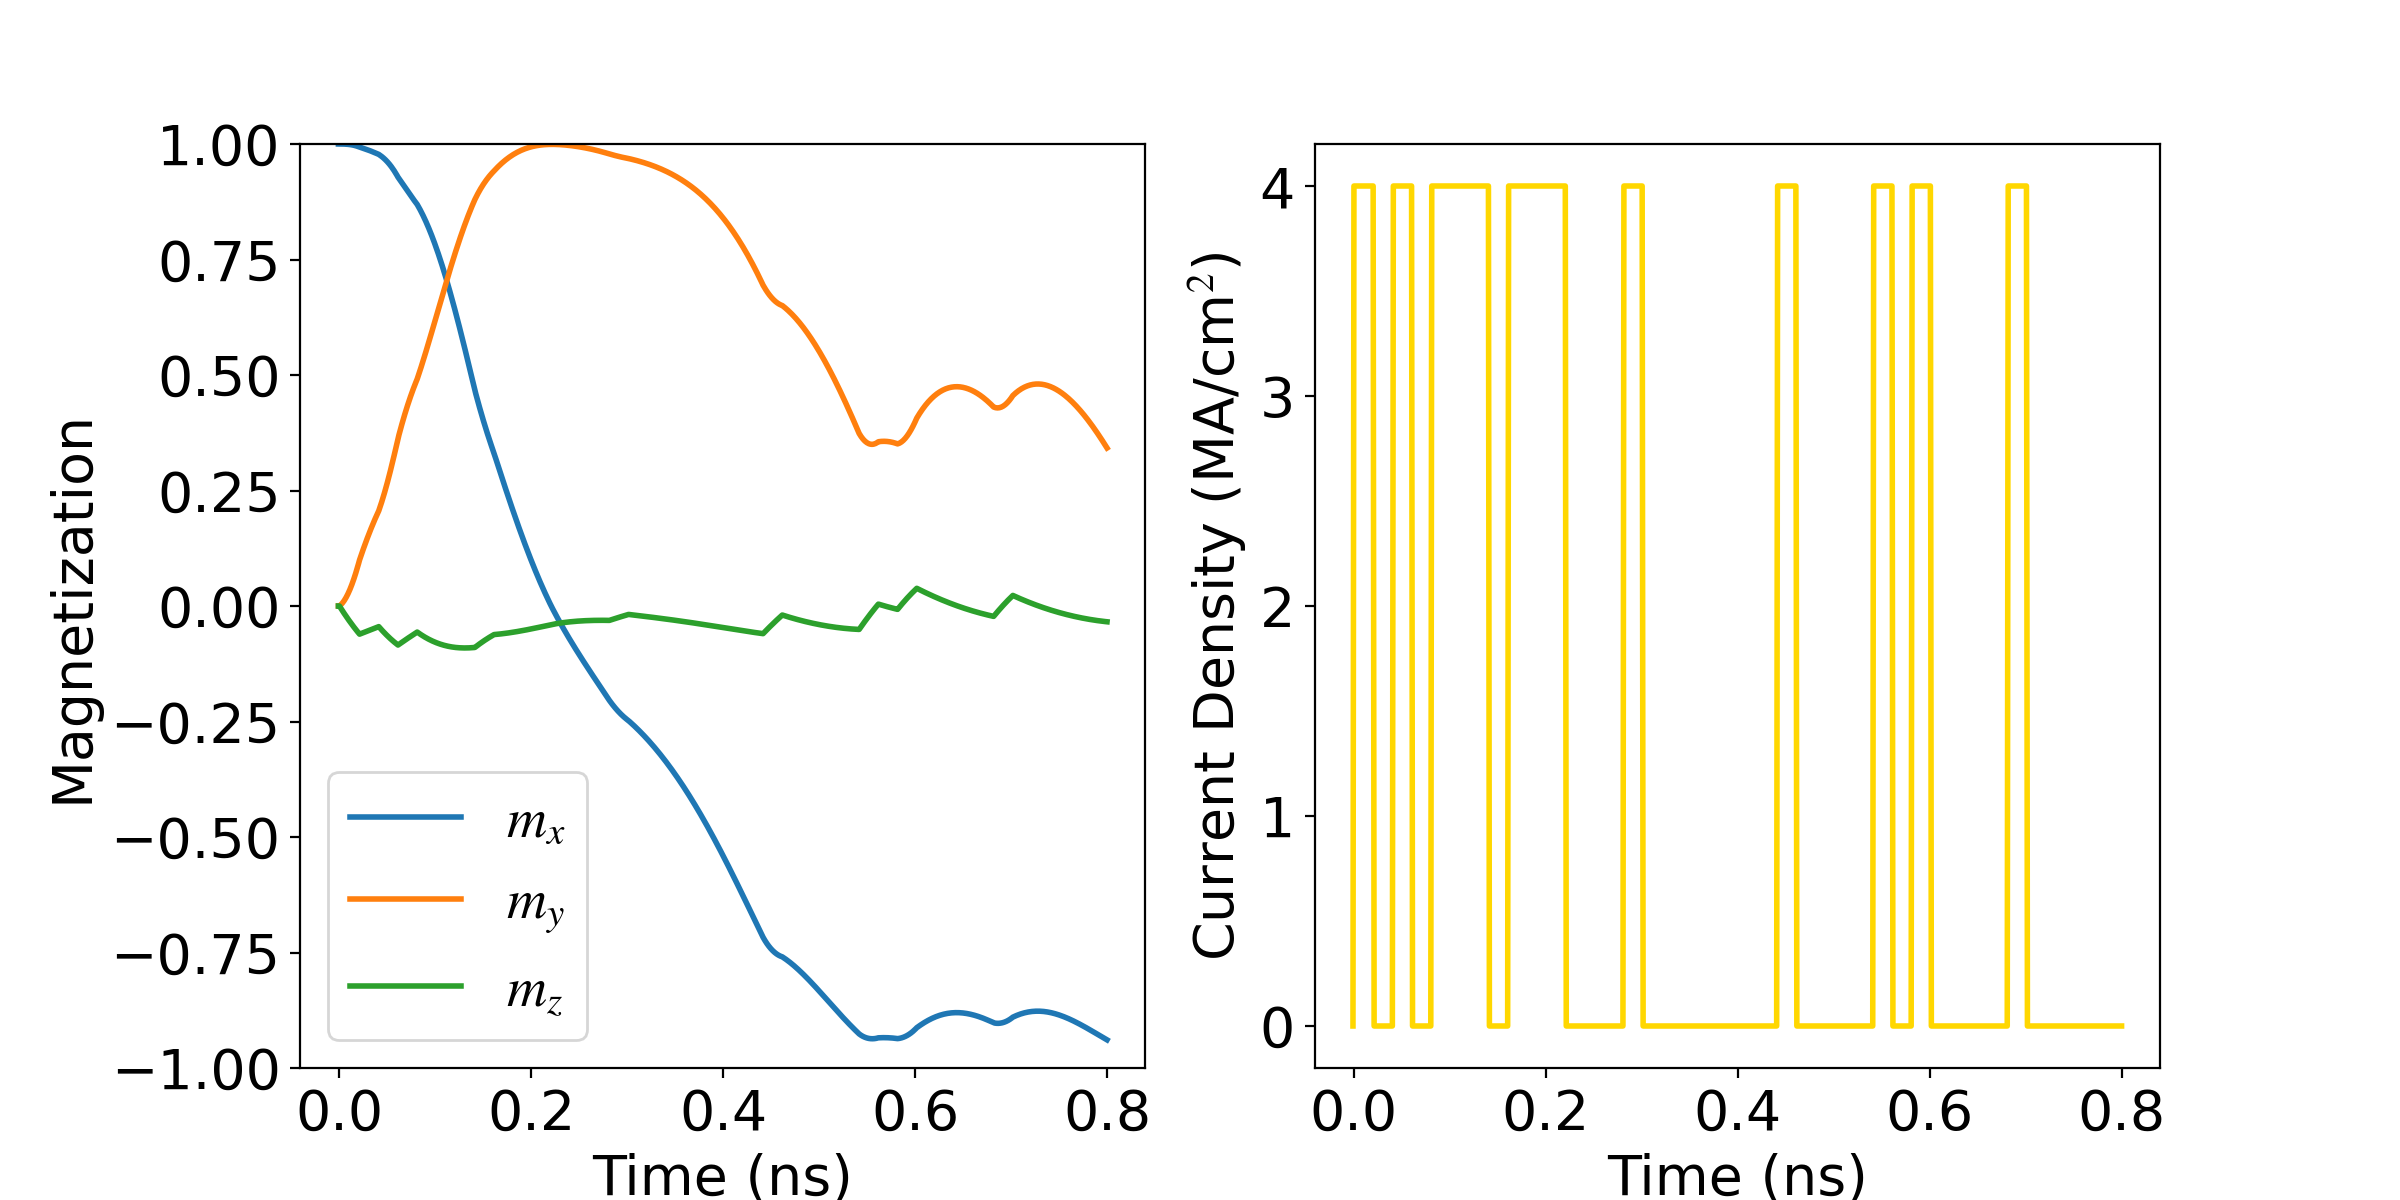 Magnetization
1.00
0.75
0.50
0.25
0.00
−0.25
−0.50
−0.75
−1.00
m_x
m_y
m_z
0.0 0.2 0.4 0.6 0.8
Time (ns)
Current Density (MA/cm²)
4
3
2
1
0
0.0 0.2 0.4 0.6 0.8
Time (ns)